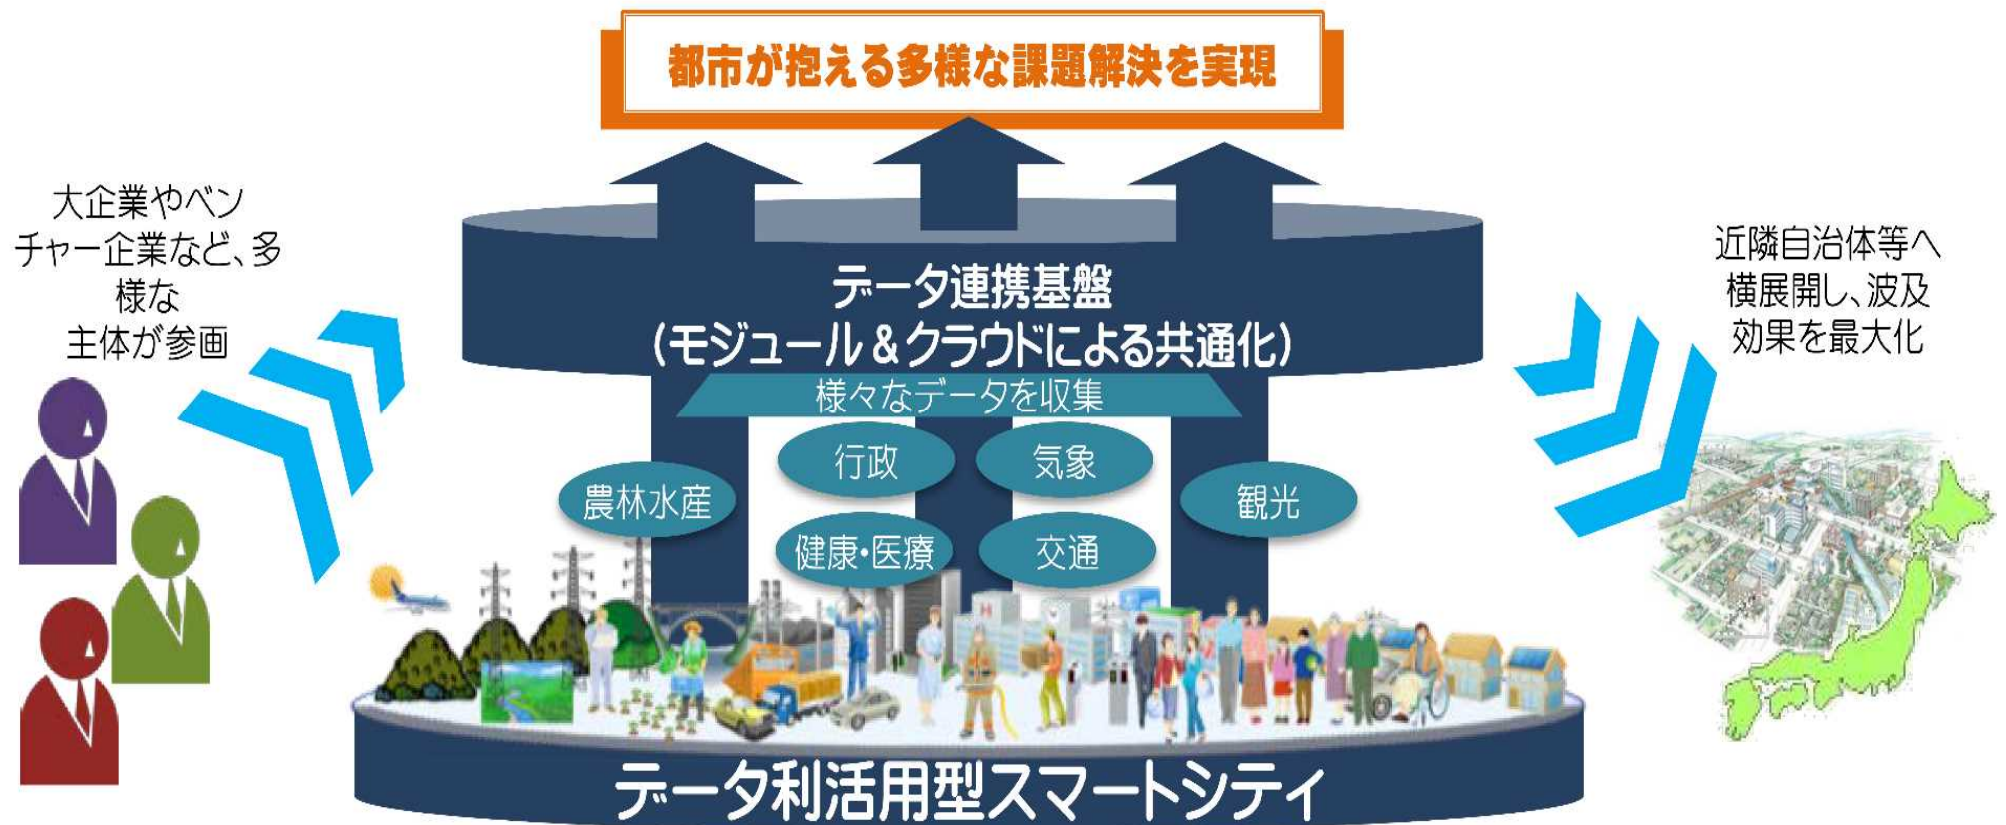 都市が抱える多様な課題解決を実現
大企業やベン
チャー企業など、多
様な
主体が参画
データ連携基盤
(モジュール&クラウドによる共通化)
様々なデータを収集
近隣自治体等へ
横展開し、波及
効果を最大化
農林水産
行政
気象
観光
健康・医療
交通
H
データ利活用型スマートシティ